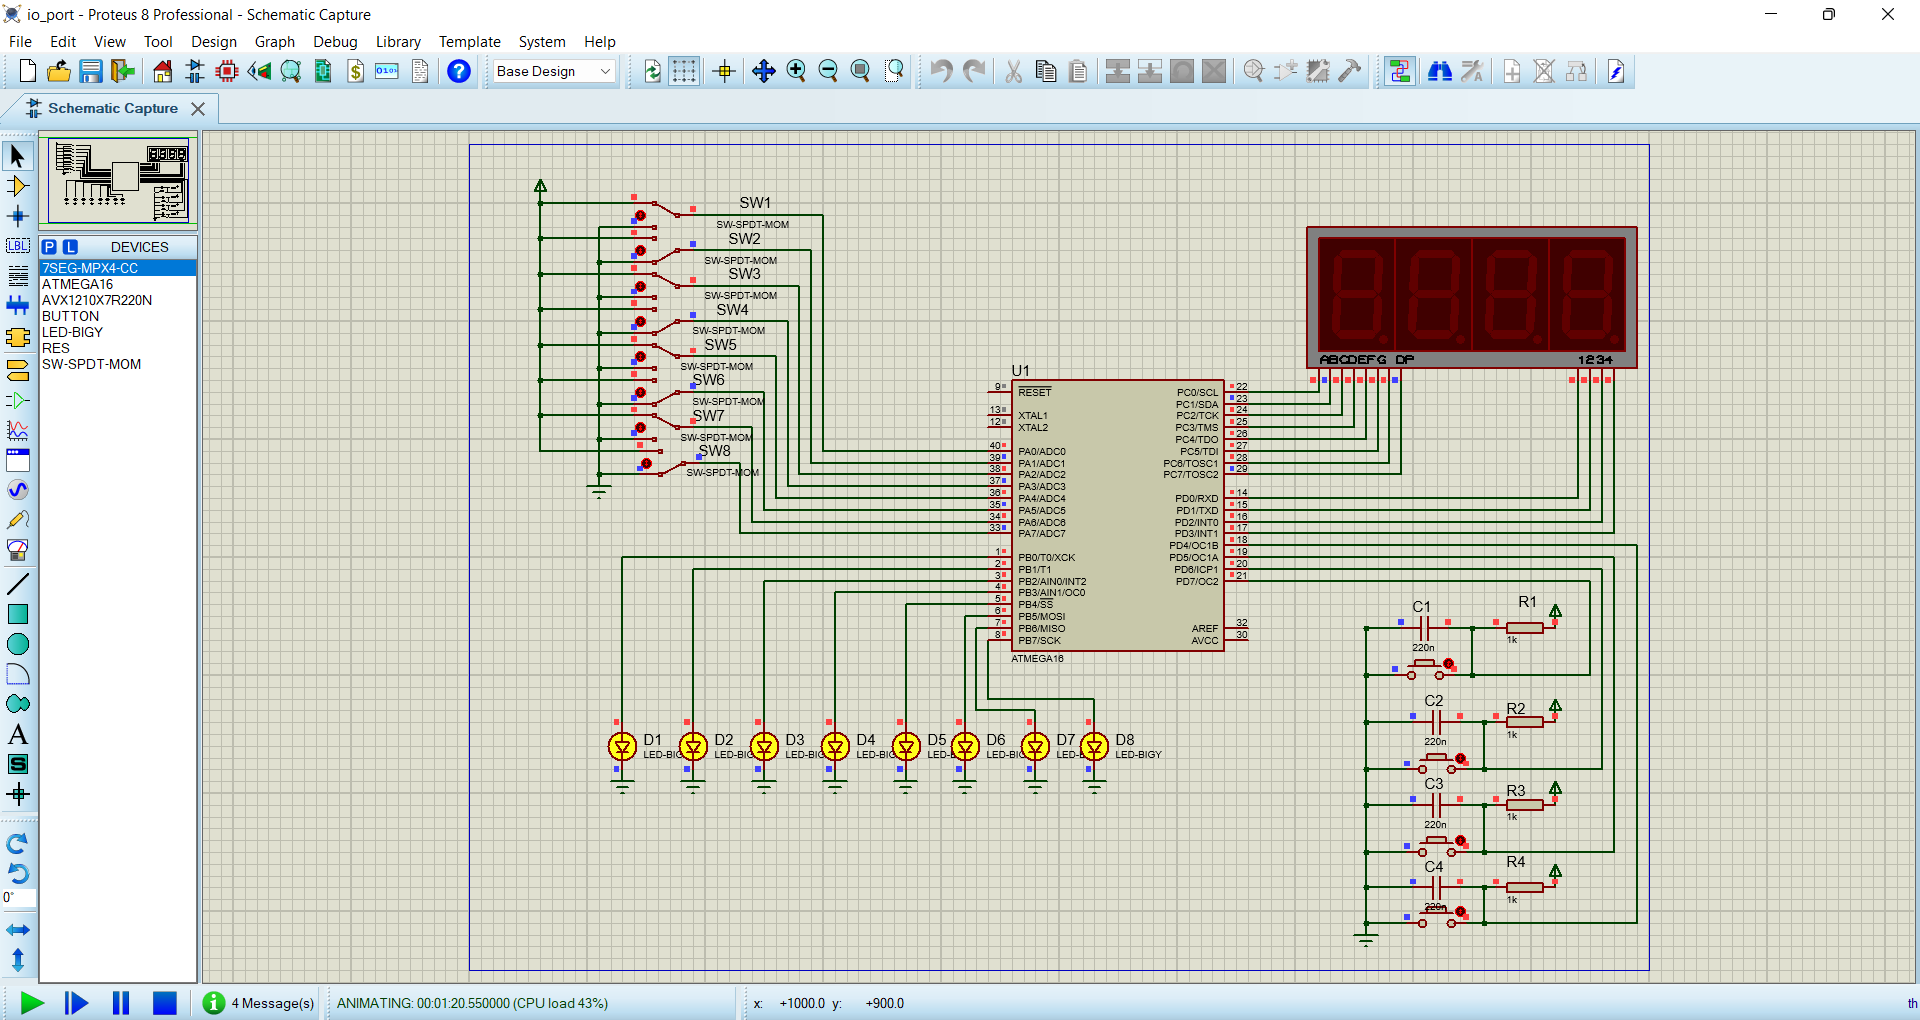 io_port - Proteus 8 Professional - Schematic Capture
File Edit View Tool Design Graph Debug Library Template System Help
Base Design
Schematic Capture
P L DEVICES
7SEG-MPX4-CC
ATMEGA16
AVX1210X7R220N
BUTTON
LED-BIGY
RES
SW-SPDT-MOM
LBL
A
S
0°
SW1
SW-SPDT-MOM
SW2
SW-SPDT-MOM
SW3
SW-SPDT-MOM
SW4
SW-SPDT-MOM
SW5
SW-SPDT-MOM
SW6
SW-SPDT-MOM
SW7
SW-SPDT-MOM
SW8
SW-SPDT-MOM
ABCDEFG DP 1234
U1
9 RESET PC0/SCL 22
PC1/SDA 23
13 XTAL1 PC2/TCK 24
12 XTAL2 PC3/TMS 25
PC4/TDO 26
40 PA0/ADC0 PC5/TDI 27
39 PA1/ADC1 PC6/TOSC1 28
38 PA2/ADC2 PC7/TOSC2 29
37 PA3/ADC3
36 PA4/ADC4 PD0/RXD 14
35 PA5/ADC5 PD1/TXD 15
34 PA6/ADC6 PD2/INT0 16
33 PA7/ADC7 PD3/INT1 17
PD4/OC1B 18
1 PB0/T0/XCK PD5/OC1A 19
2 PB1/T1 PD6/ICP1 20
3 PB2/AIN0/INT2 PD7/OC2 21
4 PB3/AIN1/OC0
5 PB4/SS
6 PB5/MOSI
7 PB6/MISO AREF 32
8 PB7/SCK AVCC 30
ATMEGA16
C1 R1
220n 1k
C2 R2
220n 1k
C3 R3
220n 1k
C4 R4
220n 1k
D1 D2 D3 D4 D5 D6 D7 D8
LED-BIG LED-BIG LED-BIG LED-BIG LED-B LED-BIG LED-B LED-BIGY
4 Message(s) ANIMATING: 00:01:20.550000 (CPU load 43%) x: +1000.0 y: +900.0 th